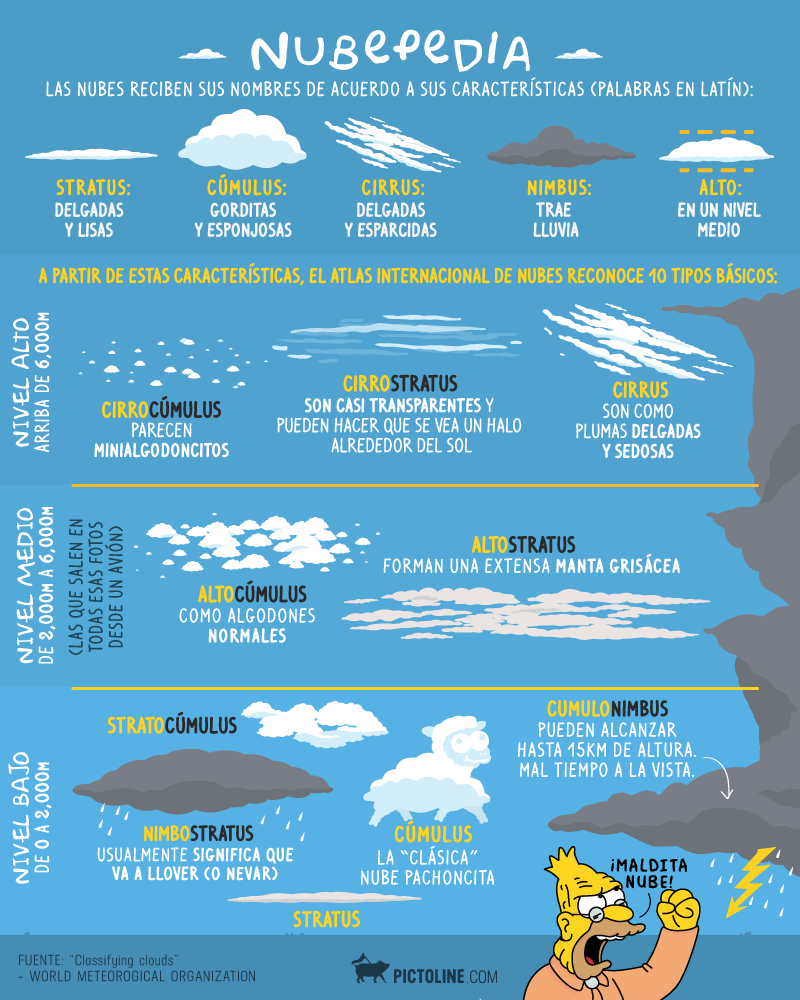 NUBEPEDIA
LAS NUBES RECIBEN SUS NOMBRES DE ACUERDO A SUS CARACTERÍSTICAS (PALABRAS EN LATÍN):
STRATUS:
DELGADAS
Y LISAS
CÚMULUS:
GORDITAS
Y ESPONJOSAS
CIRRUS:
DELGADAS
Y ESPARCIDAS
NIMBUS:
TRAE
LLUVIA
ALTO:
EN UN NIVEL
MEDIO
A PARTIR DE ESTAS CARACTERÍSTICAS, EL ATLAS INTERNACIONAL DE NUBES RECONOCE 10 TIPOS BÁSICOS:
NIVEL ALTO
ARRIBA DE 6,000M
CIRROCÚMULUS
PARECEN
MINIALGODONCITOS
CIRROSTRATUS
SON CASI TRANSPARENTES Y
PUEDEN HACER QUE SE VEA UN HALO
ALREDEDOR DEL SOL
CIRRUS
SON COMO
PLUMAS DELGADAS
Y SEDOSAS
NIVEL MEDIO
DE 2,000M A 6,000M
(LAS QUE SALEN EN
TODAS ESAS FOTOS
DESDE UN AVIÓN)
ALTOCÚMULUS
COMO ALGODONES
NORMALES
ALTOSTRATUS
FORMAN UNA EXTENSA MANTA GRISÁCEA
NIVEL BAJO
DE 0 A 2,000M
STRATOCÚMULUS
NIMBOSTRATUS
USUALMENTE SIGNIFICA QUE
VA A LLOVER (O NEVAR)
CÚMULUS
LA "CLÁSICA"
NUBE PACHONCITA
STRATUS
CUMULONIMBUS
PUEDEN ALCANZAR
HASTA 15KM DE ALTURA.
MAL TIEMPO A LA VISTA.
¡MALDITA
NUBE!
FUENTE: "Classifying clouds"
- WORLD METEOROGICAL ORGANIZATION
PICTOLINE.COM